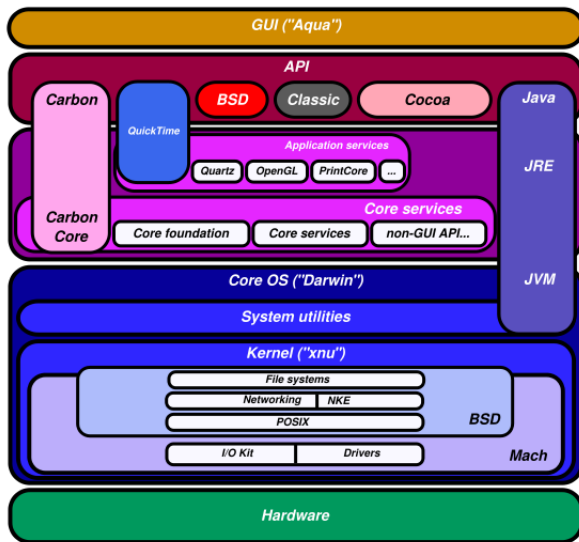 GUI ("Aqua")
API
Carbon
QuickTime
BSD
Classic
Cocoa
Java
Application services
Quartz
OpenGL
PrintCore
...
JRE
Core services
Carbon
Core
Core foundation
Core services
non-GUI API...
Core OS ("Darwin")
JVM
System utilities
Kernel ("xnu")
File systems
Networking
NKE
POSIX
BSD
I/O Kit
Drivers
Mach
Hardware